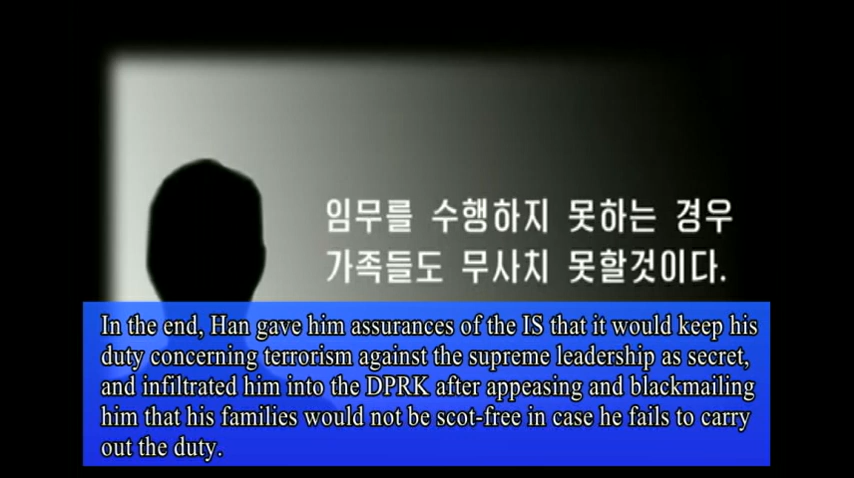 임무를 수행하지 못하는 경우
가족들도 무사치 못할것이다.
In the end, Han gave him assurances of the IS that it would keep his
duty concerning terrorism against the supreme leadership as secret,
and infiltrated him into the DPRK after appeasing and blackmailing
him that his families would not be scot-free in case he fails to carry
out the duty.